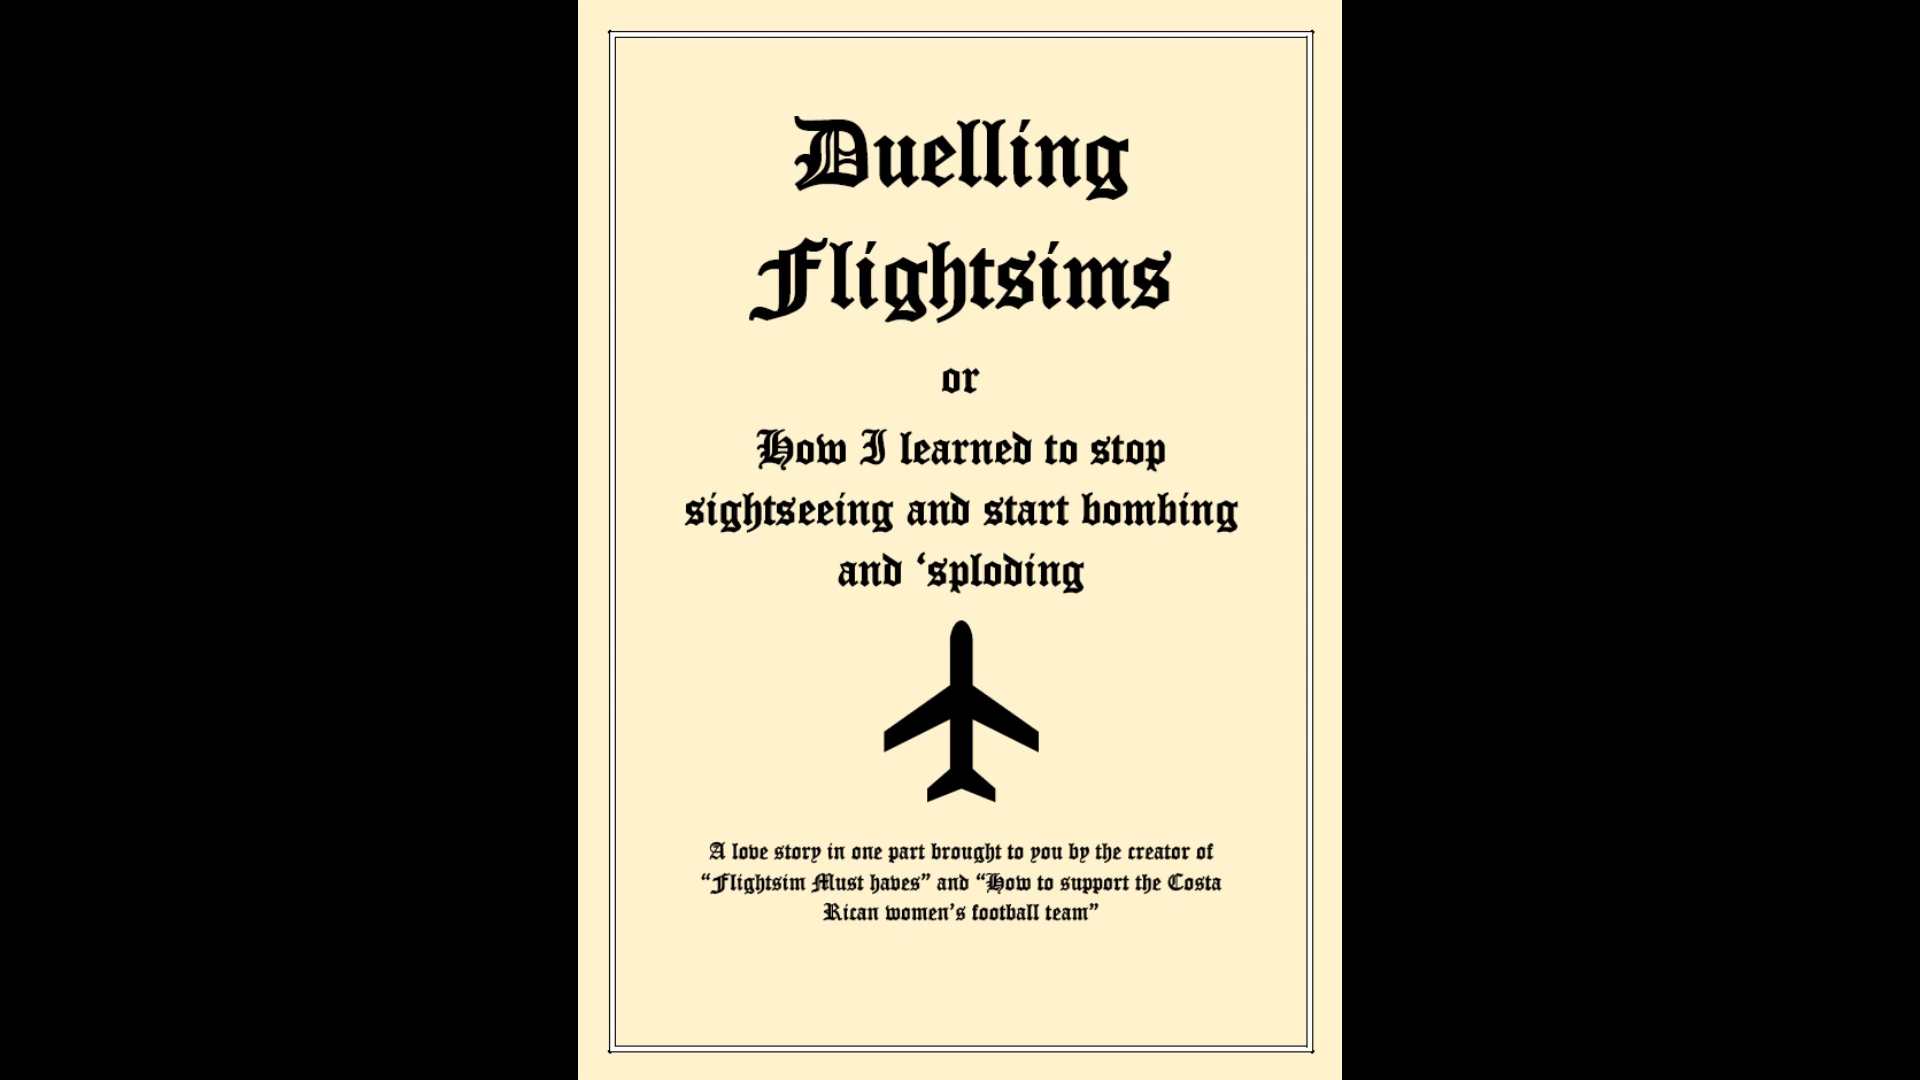 Duelling
Flightsims
or
How I learned to stop
sightseeing and start bombing
and ‘sploding
A love story in one part brought to you by the creator of
“Flightsim Must haves” and “How to support the Costa
Rican women’s football team”